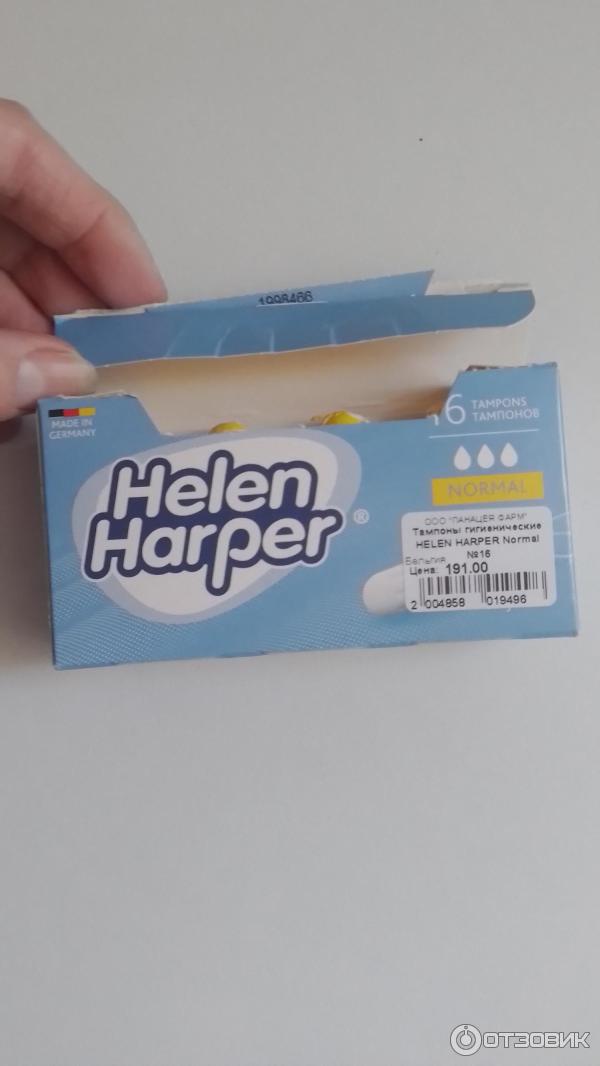 1998466
MADE IN
GERMANY
Helen
Harper®
16 TAMPONS
ТАМПОНОВ
NORMAL
ООО "ПАНАЦЕЯ ФАРМ"
Тампоны гигиенические
HELEN HARPER Normal
№16
Бельгия
Цена: 191.00
2 004858 019496
ОТЗОВИК